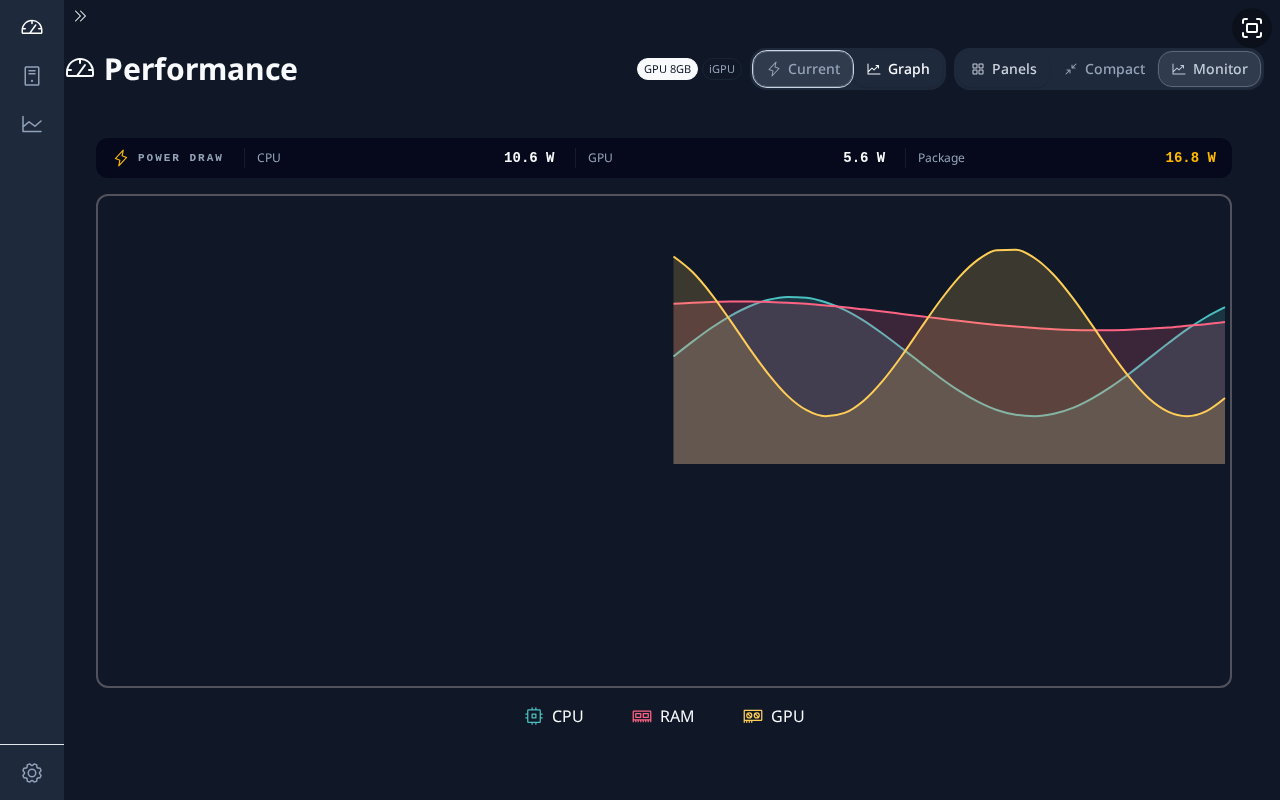 Performance
GPU 8GB iGPU Current Graph Panels Compact Monitor
POWER DRAW CPU 10.6 W GPU 5.6 W Package 16.8 W
CPU RAM GPU